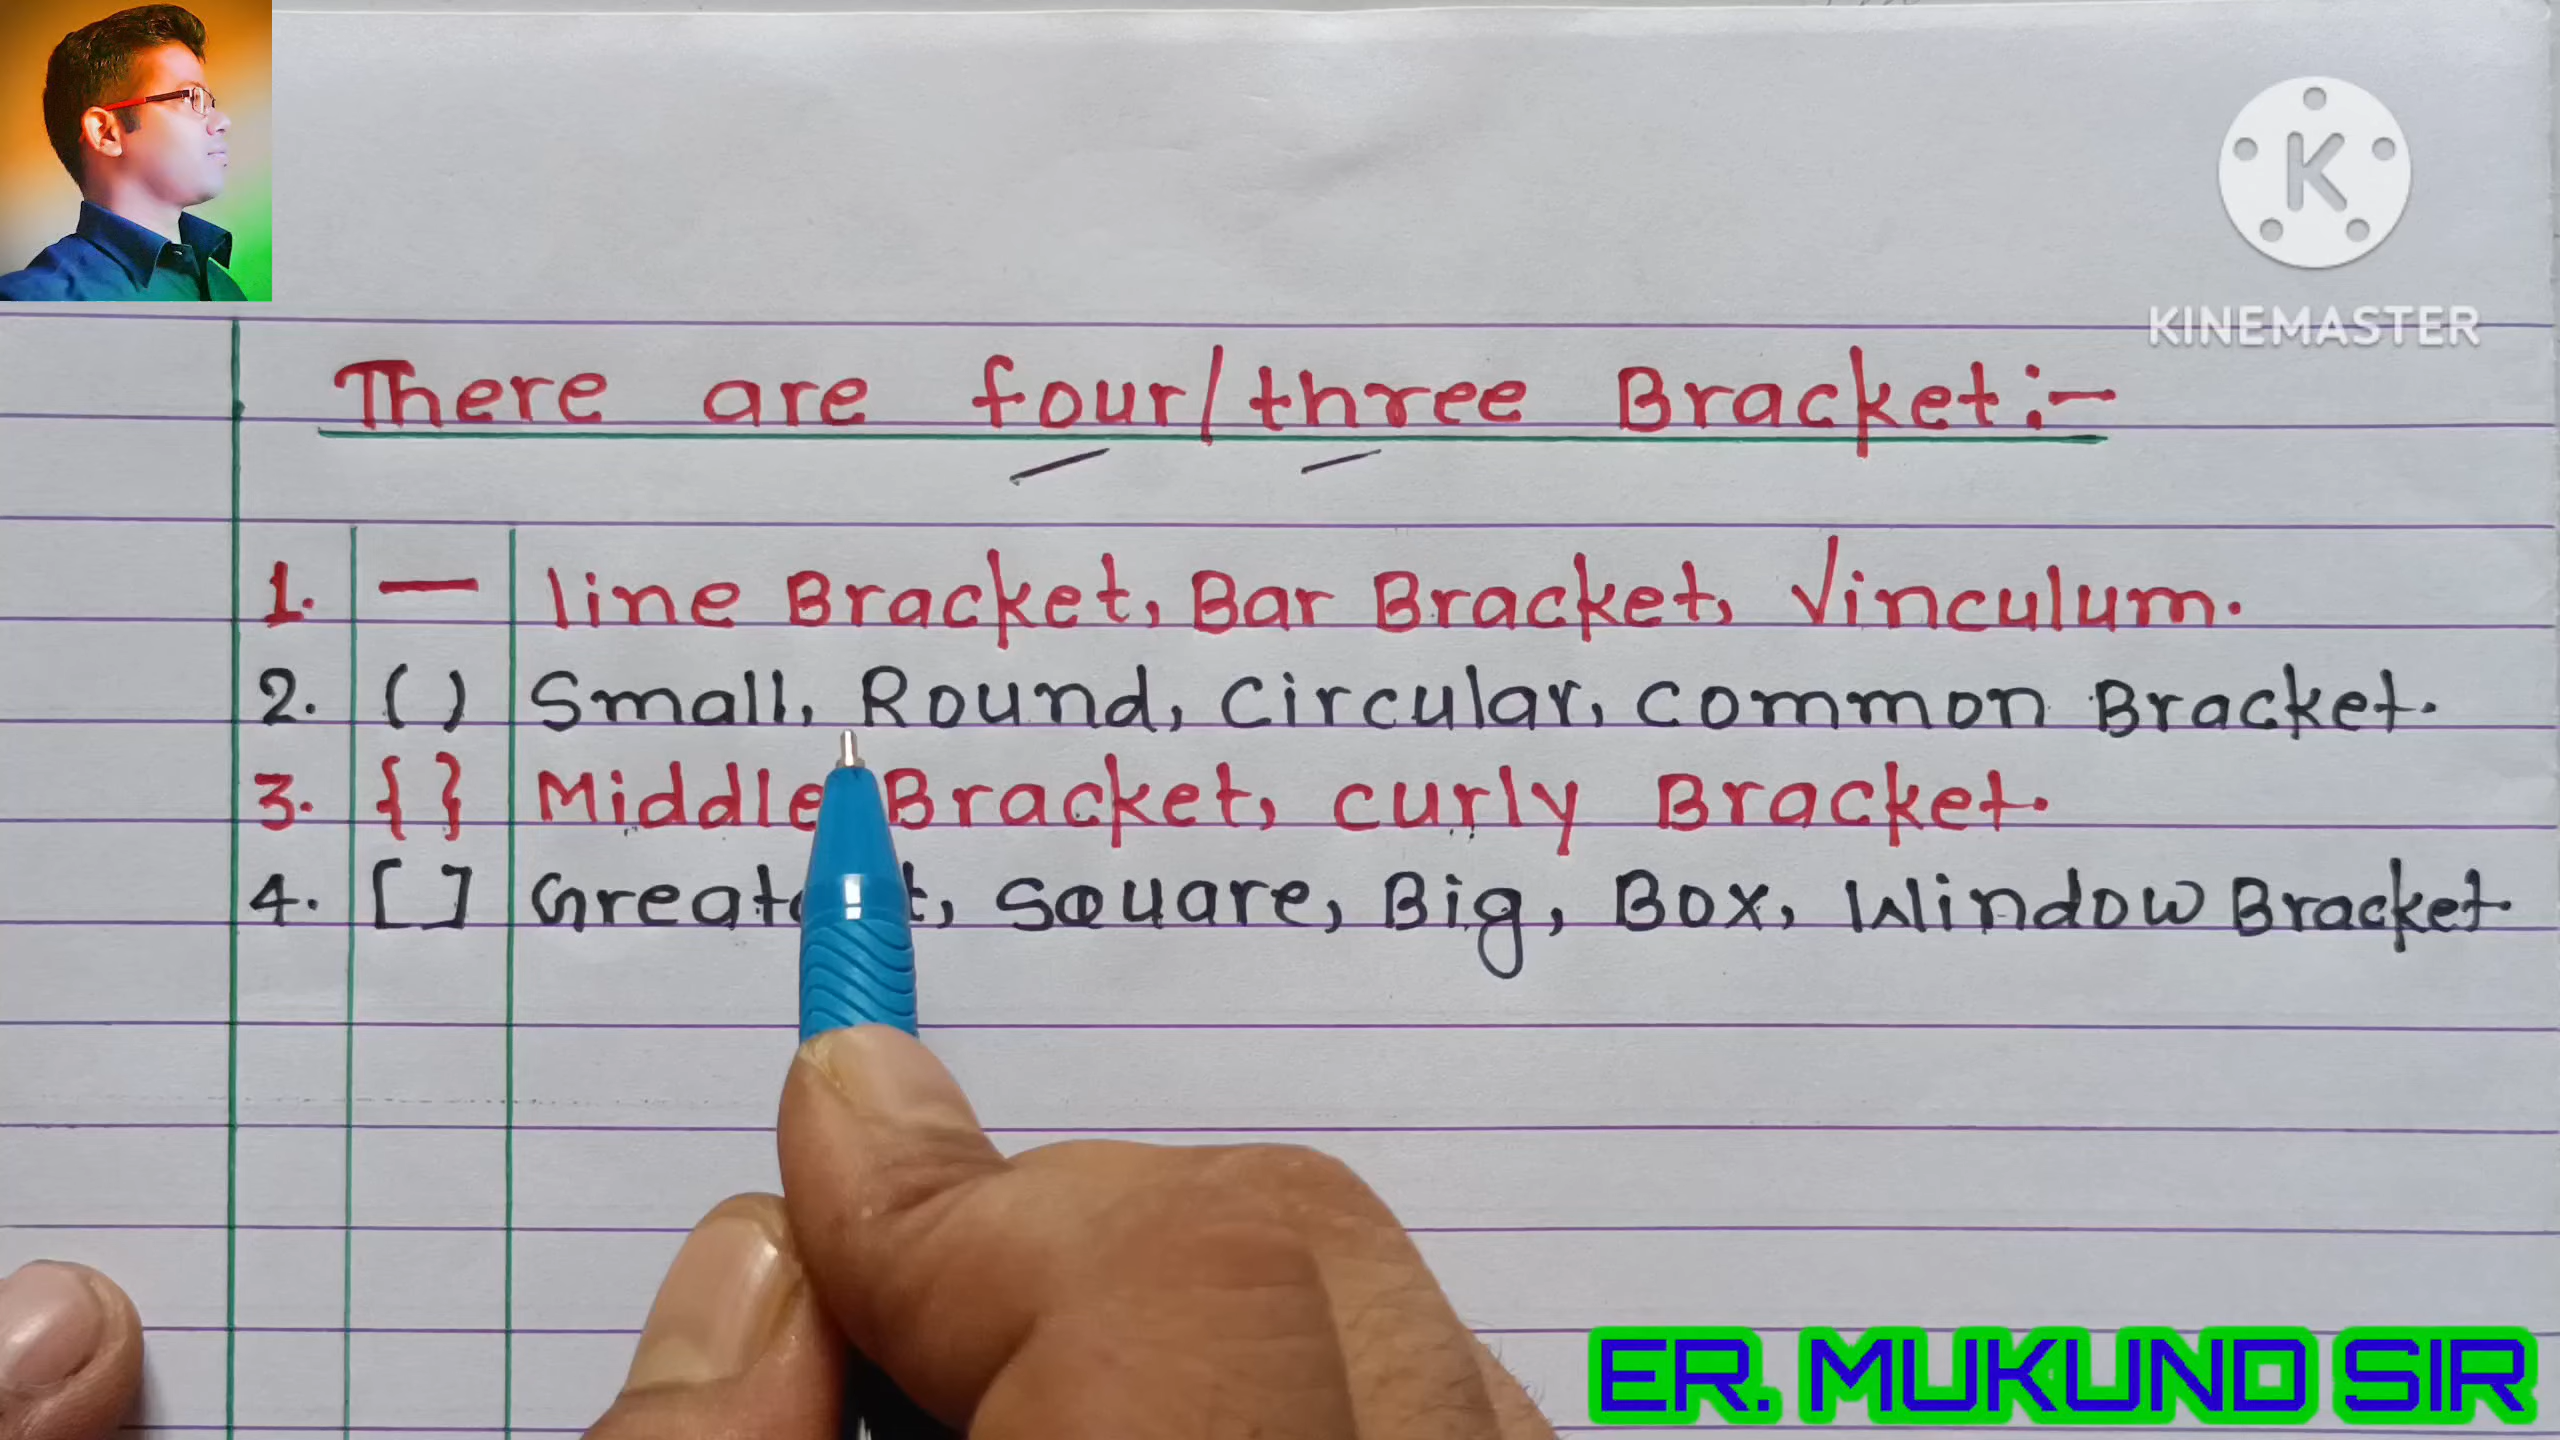 K
KINEMASTER
There are four/three Bracket:-
1. — line Bracket, Bar Bracket, Vinculum.
2. ( ) Small, Round, Circular, Common Bracket.
3. { } Middle Bracket, curly Bracket.
4. [ ] Square, Big, Box, Window Bracket
ER. MUKUND SIR